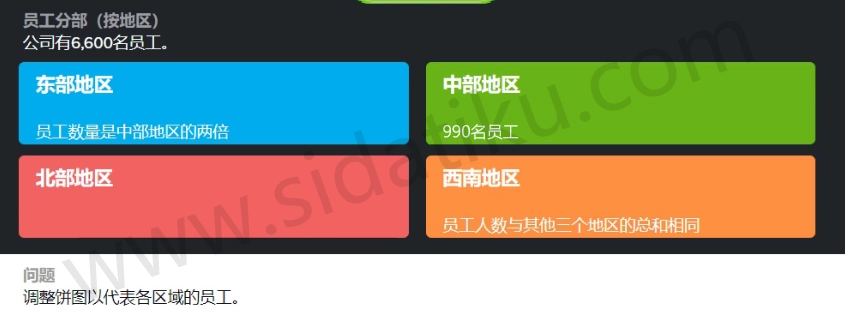 员工分部（按地区）
公司有6,600名员工。
东部地区
员工数量是中部地区的两倍
中部地区
990名员工
北部地区
西南地区
员工人数与其他三个地区的总和相同
问题
调整饼图以代表各区域的员工。
www.sidatiku.com